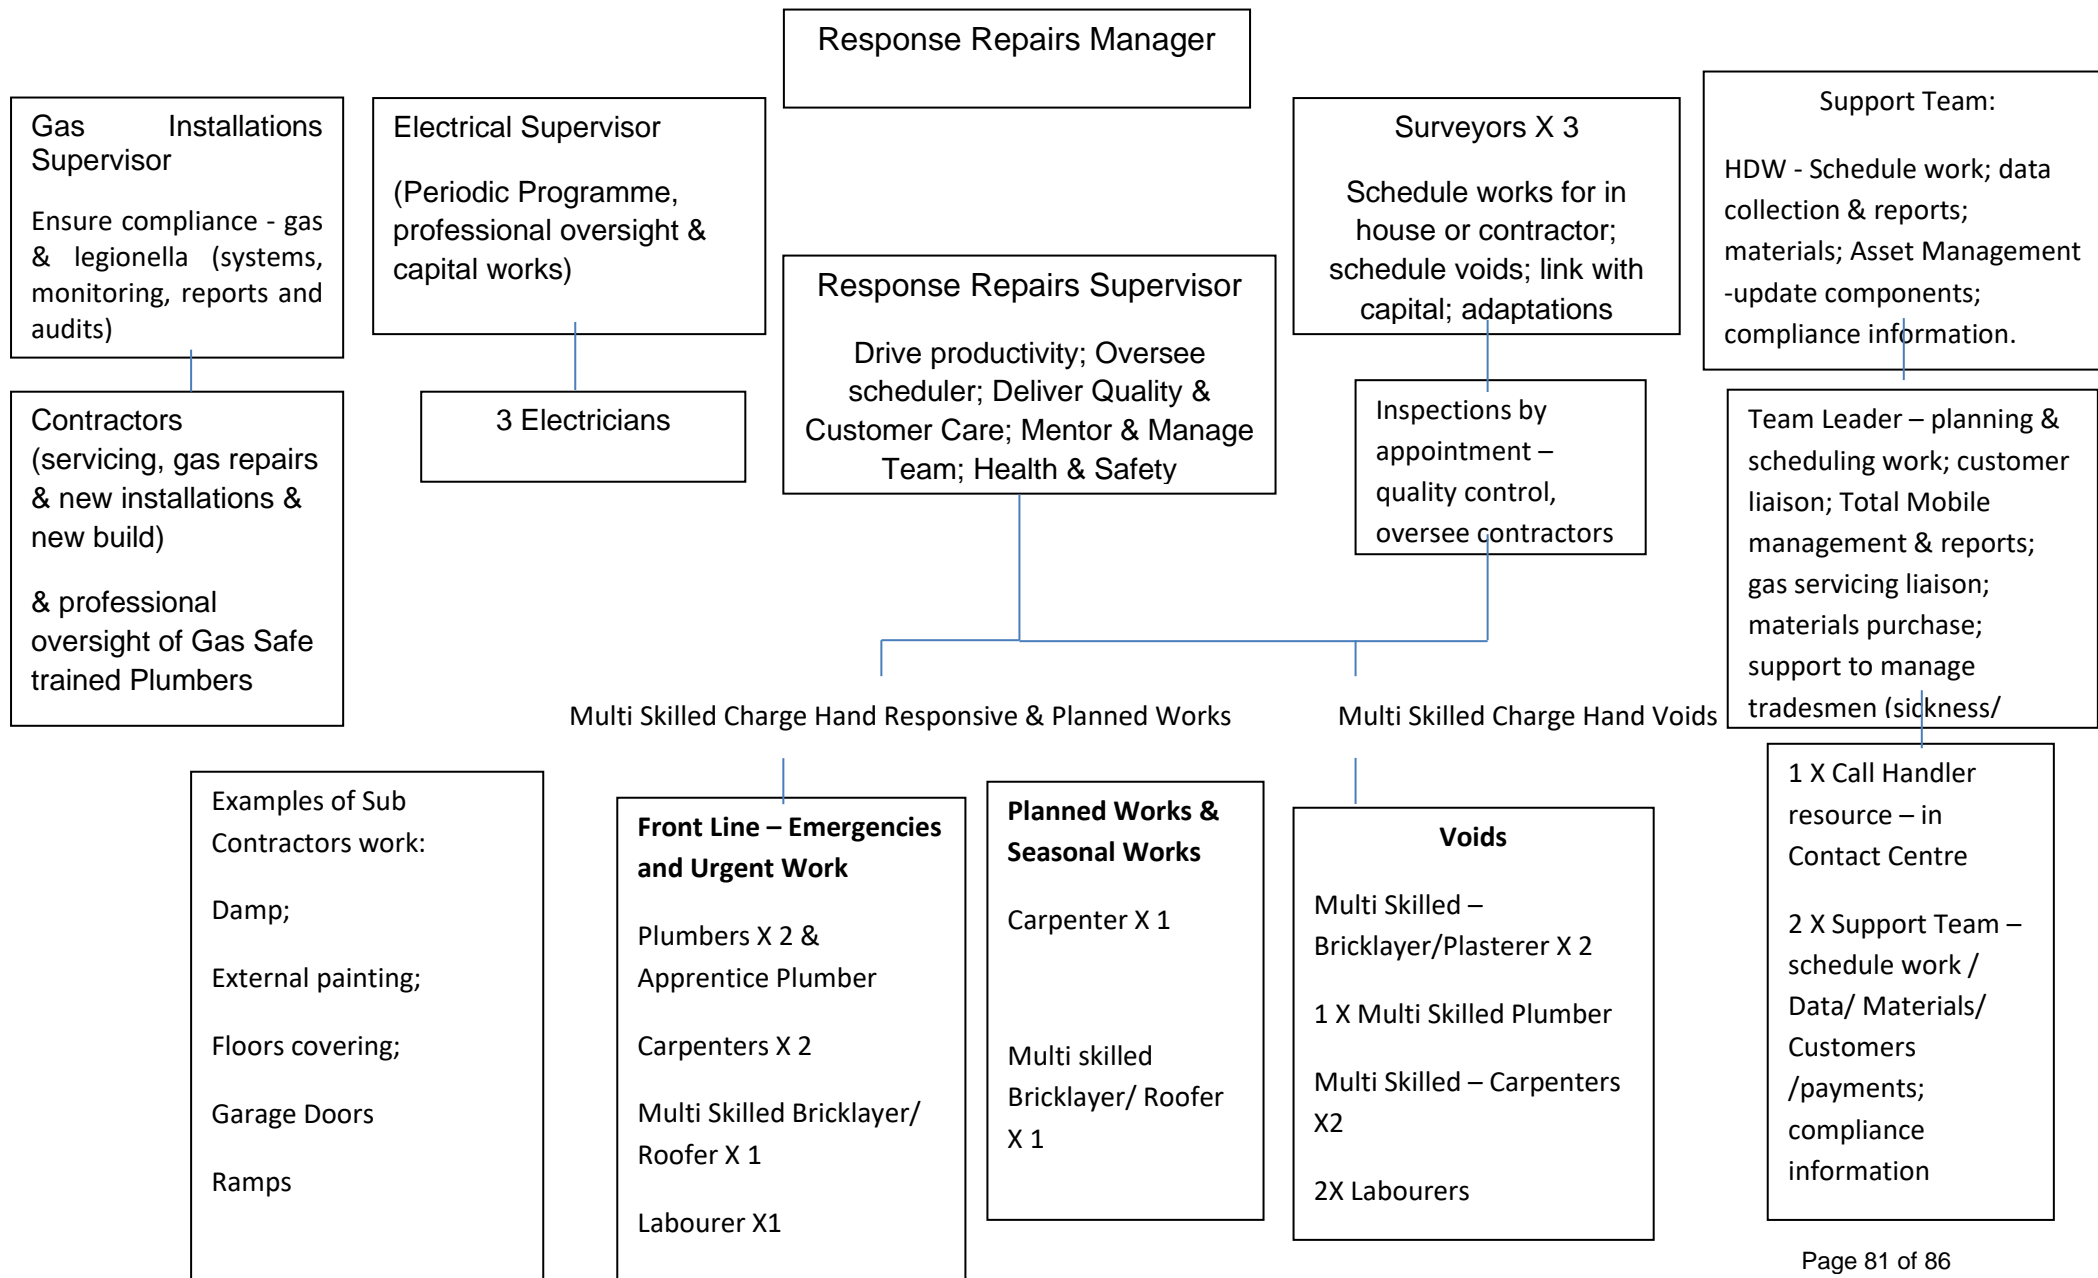 Response Repairs Manager
Gas Installations
Supervisor
Ensure compliance - gas
& legionella (systems,
monitoring, reports and
audits)
Electrical Supervisor
(Periodic Programme,
professional oversight &
capital works)
Surveyors X 3
Schedule works for in
house or contractor;
schedule voids; link with
capital; adaptations
Support Team:
HDW - Schedule work; data
collection & reports;
materials; Asset Management
-update components;
compliance information.
Response Repairs Supervisor
Drive productivity; Oversee
scheduler; Deliver Quality &
Customer Care; Mentor & Manage
Team; Health & Safety
Contractors
(servicing, gas repairs
& new installations &
new build)
& professional
oversight of Gas Safe
trained Plumbers
3 Electricians
Inspections by
appointment –
quality control,
oversee contractors
Team Leader – planning &
scheduling work; customer
liaison; Total Mobile
management & reports;
gas servicing liaison;
materials purchase;
support to manage
tradesmen (sickness/
Multi Skilled Charge Hand Responsive & Planned Works
Multi Skilled Charge Hand Voids
Examples of Sub
Contractors work:
Damp;
External painting;
Floors covering;
Garage Doors
Ramps
Front Line – Emergencies
and Urgent Work
Plumbers X 2 &
Apprentice Plumber
Carpenters X 2
Multi Skilled Bricklayer/
Roofer X 1
Labourer X1
Planned Works &
Seasonal Works
Carpenter X 1
Multi skilled
Bricklayer/ Roofer
X 1
Voids
Multi Skilled –
Bricklayer/Plasterer X 2
1 X Multi Skilled Plumber
Multi Skilled – Carpenters
X2
2X Labourers
1 X Call Handler
resource – in
Contact Centre
2 X Support Team –
schedule work /
Data/ Materials/
Customers
/payments;
compliance
information
Page 81 of 86